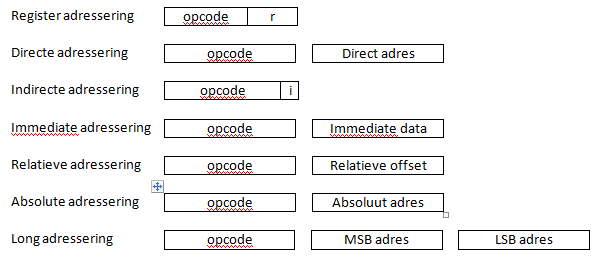 Register adressering opcode r
Directe adressering opcode Direct adres
Indirecte adressering opcode i
Immediate adressering opcode Immediate data
Relatieve adressering opcode Relatieve offset
Absolute adressering opcode Absoluut adres
Long adressering opcode MSB adres LSB adres